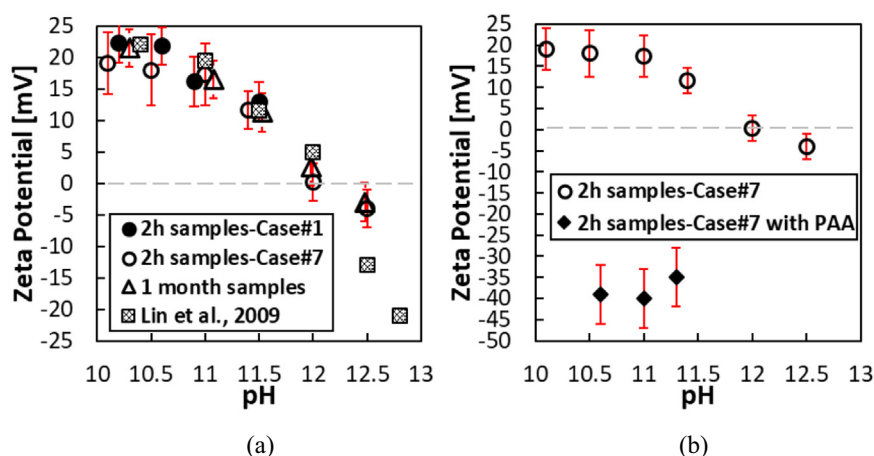 Zeta Potential [mV]
25
20
15
10
5
0
-5
-10
-15
-20
-25
2h samples-Case#1
2h samples-Case#7
1 month samples
Lin et al., 2009
10 10.5 11 11.5 12 12.5 13
pH
(a)
Zeta Potential [mV]
25
20
15
10
5
0
-5
-10
-15
-20
-25
-30
-35
-40
-45
-50
2h samples-Case#7
2h samples-Case#7 with PAA
10 10.5 11 11.5 12 12.5 13
pH
(b)